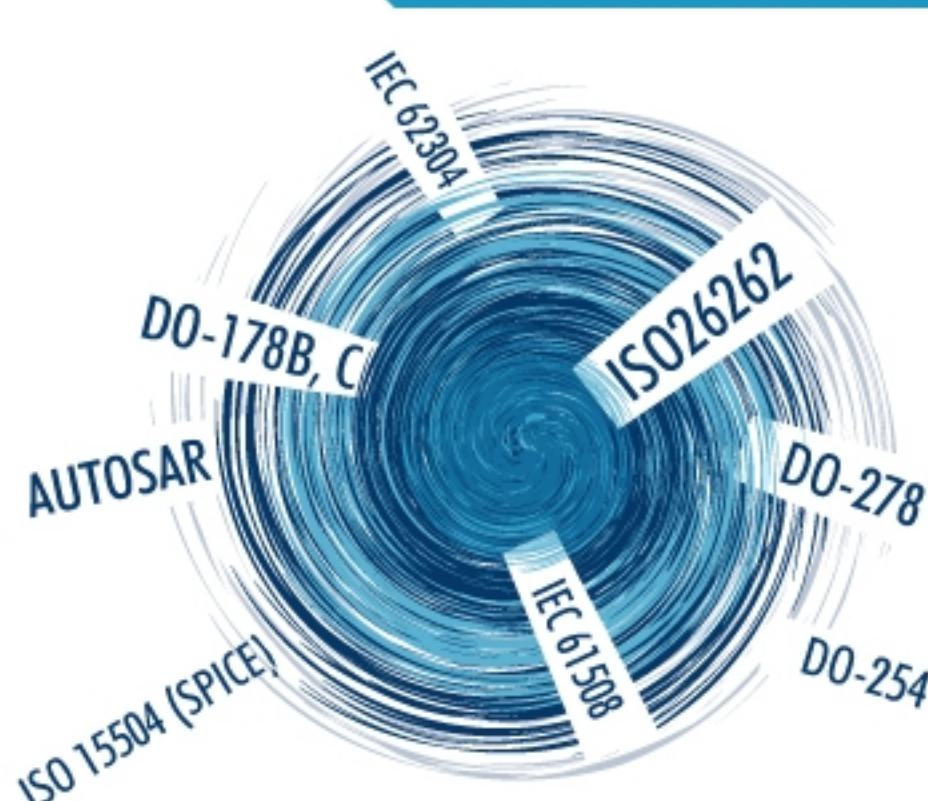 IEC 62304
ISO26262
DO-178B, C
AUTOSAR
DO-278
IEC 61508
DO-254
ISO 15504 (SPICE)